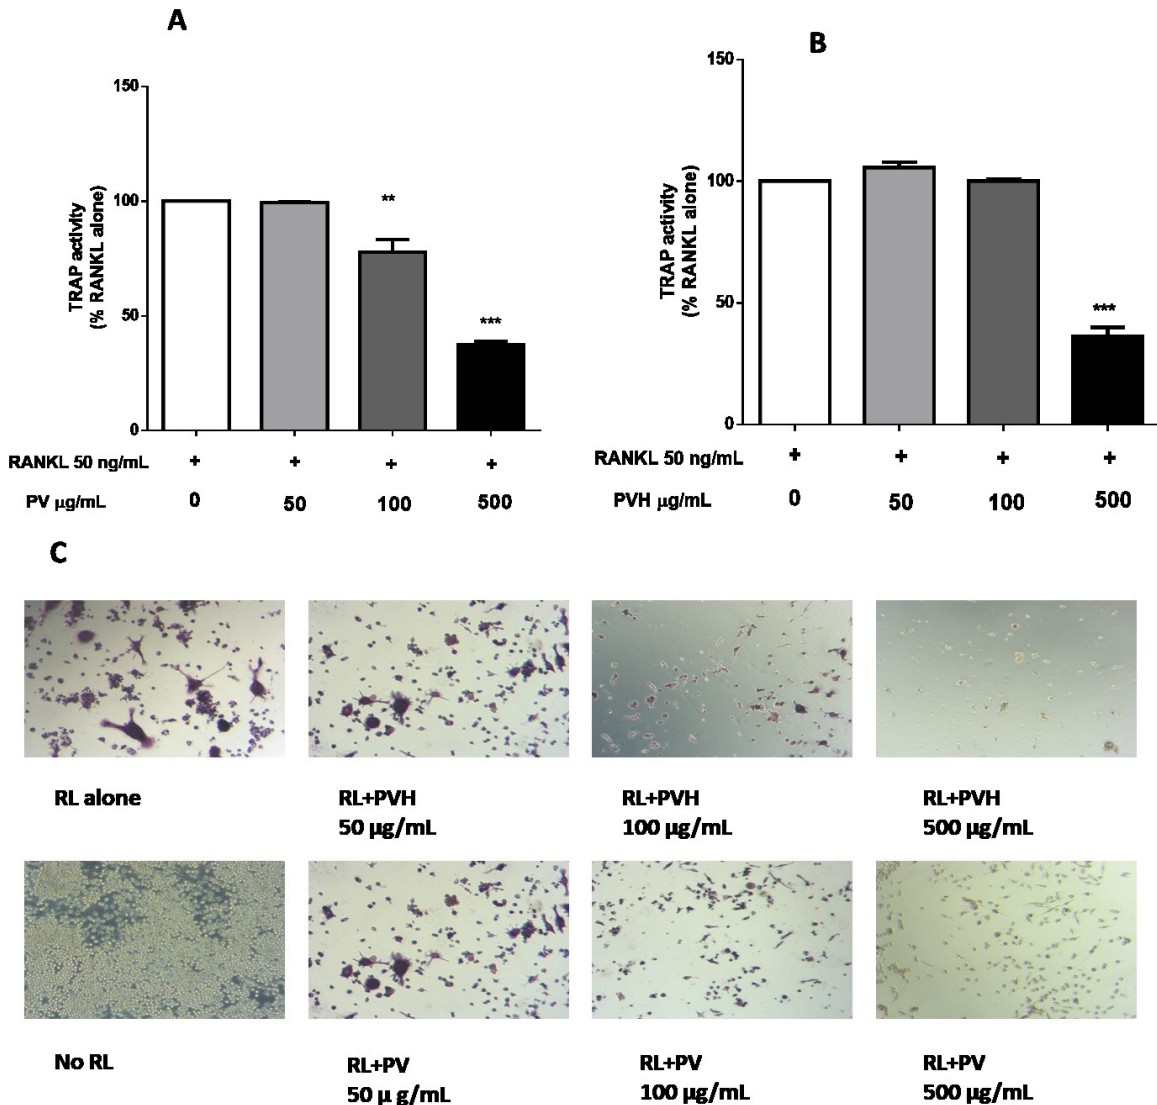 A
150
100
50
0
TRAP activity
(% RANKL alone)
**
***
RANKL 50 ng/mL + + + +
PV µg/mL 0 50 100 500
B
150
100
50
0
TRAP activity
(% RANKL alone)
***
RANKL 50 ng/mL + + + +
PVH µg/mL 0 50 100 500
C
RL alone
RL+PVH
50 µg/mL
RL+PVH
100 µg/mL
RL+PVH
500 µg/mL
No RL
RL+PV
50 µ g/mL
RL+PV
100 µg/mL
RL+PV
500 µg/mL